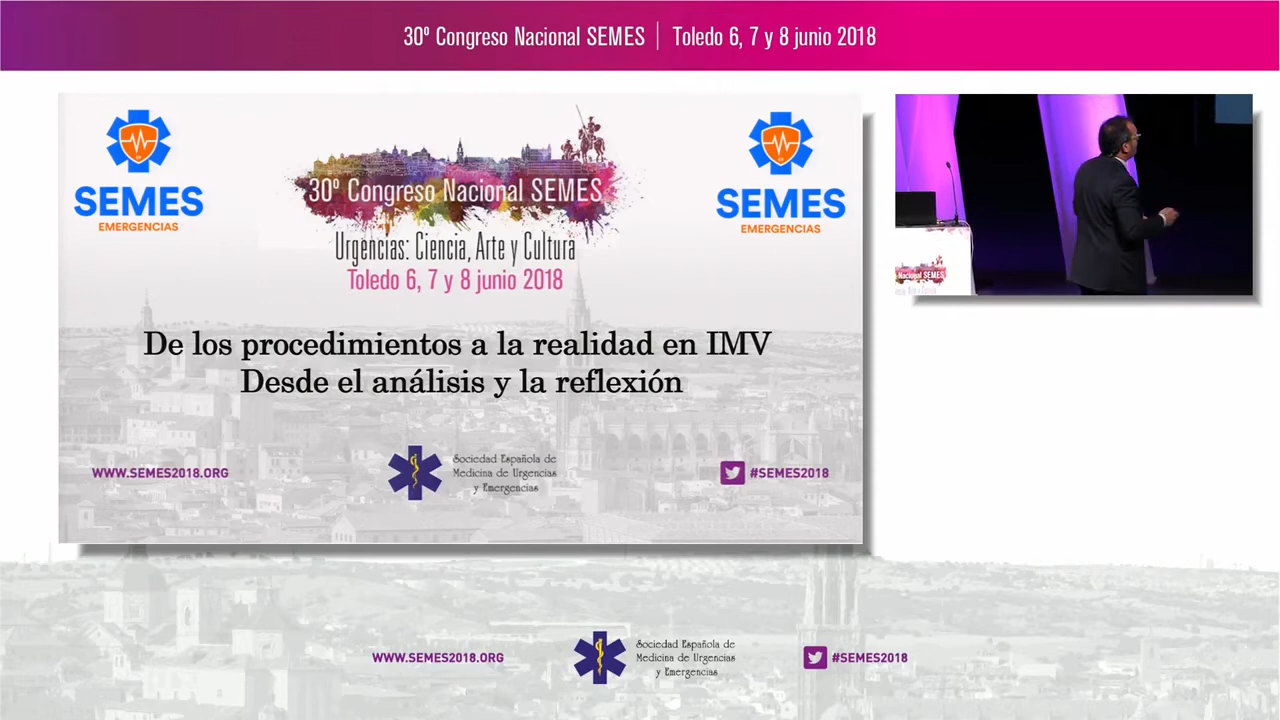 30º Congreso Nacional SEMES | Toledo 6, 7 y 8 junio 2018
SEMES
EMERGENCIAS
30º Congreso Nacional SEMES
Urgencias: Ciencia, Arte y Cultura
Toledo 6, 7 y 8 junio 2018
SEMES
EMERGENCIAS
De los procedimientos a la realidad en IMV
Desde el análisis y la reflexión
WWW.SEMES2018.ORG
Sociedad Española de
Medicina de Urgencias
y Emergencias
#SEMES2018
Nacional SEMES
WWW.SEMES2018.ORG
Sociedad Española de
Medicina de Urgencias
y Emergencias
#SEMES2018